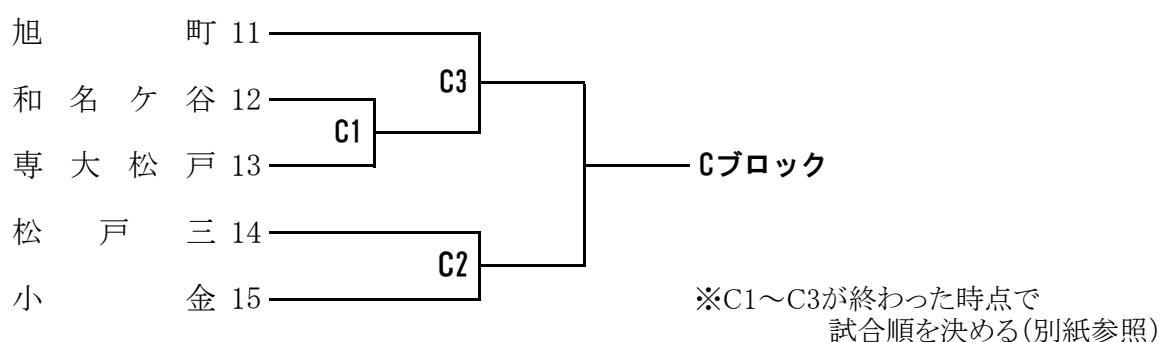 旭町 11
C3
和名ケ谷 12
C1
専大松戸 13
Cブロック
松戸三 14
C2
小金 15
※C1～C3が終わった時点で
試合順を決める(別紙参照)